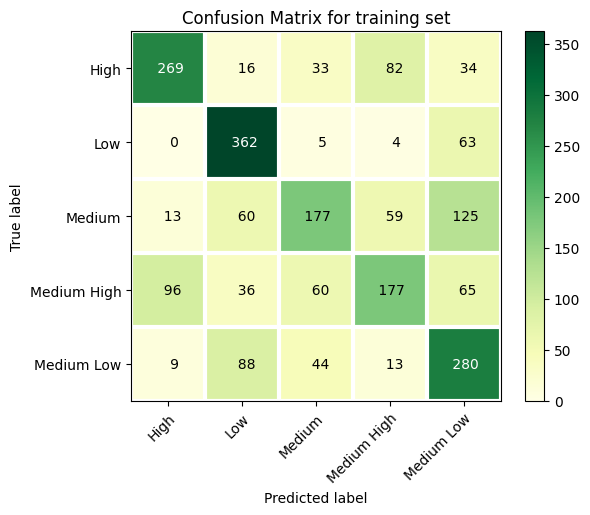 Confusion Matrix for training set
High 269 16 33 82 34
Low 0 362 5 4 63
Medium 13 60 177 59 125
Medium High 96 36 60 177 65
Medium Low 9 88 44 13 280
High Low Medium Medium High Medium Low
Predicted label
True label
350
300
250
200
150
100
50
0